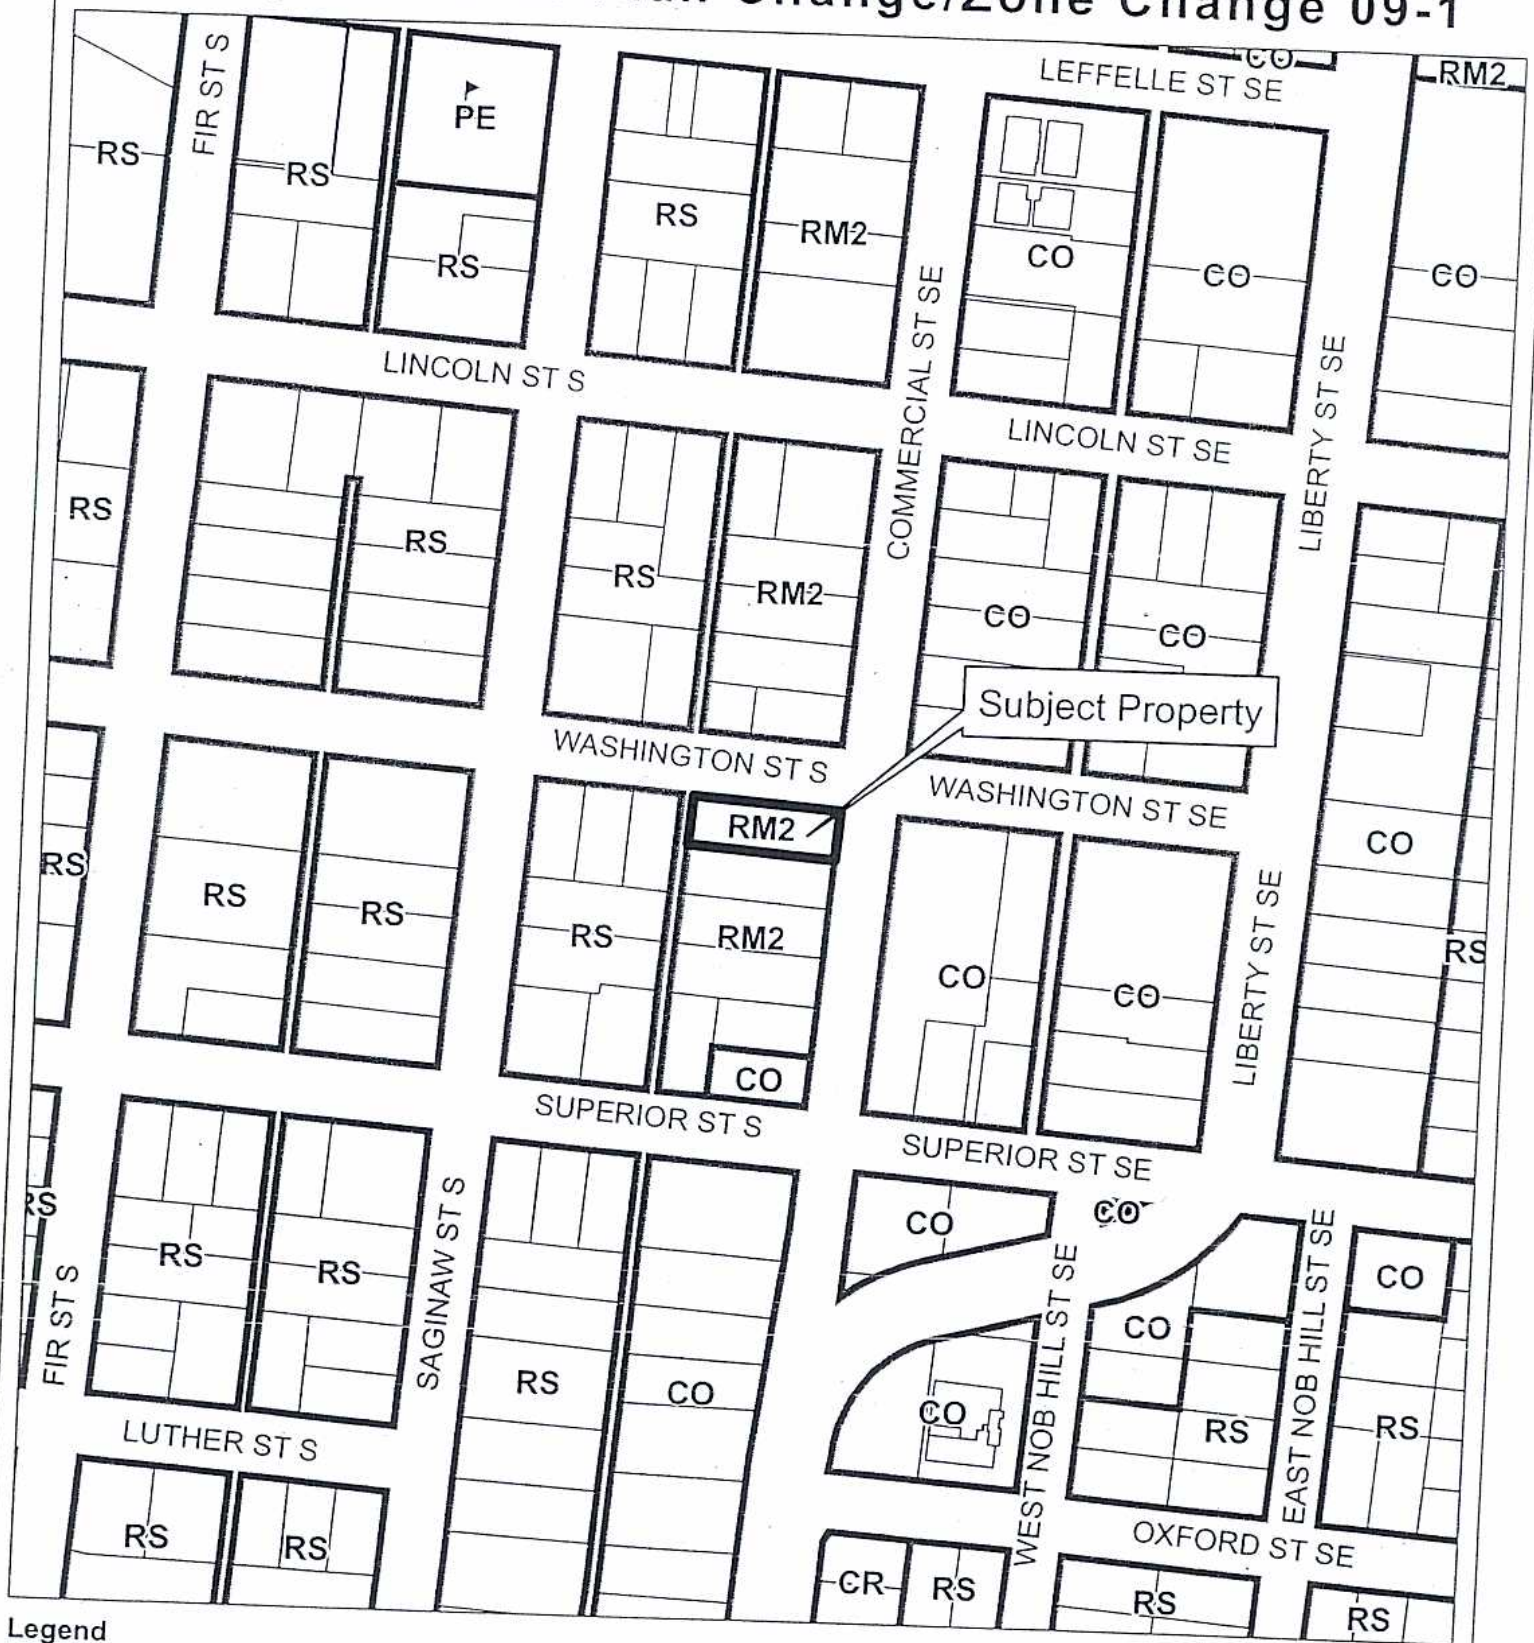 Change/Zone Change 09-1
CO
LEFFELLE ST SE
RM2
FIR ST S
PE
RS
RS
RS
RM2
RS
CO
CO
CO
RS
COMMERCIAL ST SE
LINCOLN ST S
LIBERTY ST SE
LINCOLN ST SE
RS
RS
RS
RM2
CO
CO
Subject Property
WASHINGTON ST S
WASHINGTON ST SE
RM2
CO
RS
RS
RS
RS
RM2
RS
CO
CO
LIBERTY ST SE
CO
SUPERIOR ST S
SUPERIOR ST SE
RS
CO
CO
RS
RS
SAGINAW ST S
CO
CO
FIR ST S
WEST NOB HILL ST SE
EAST NOB HILL ST SE
RS
CO
CO
RS
RS
LUTHER ST S
OXFORD ST SE
RS
RS
CR
RS
RS
RS
Legend